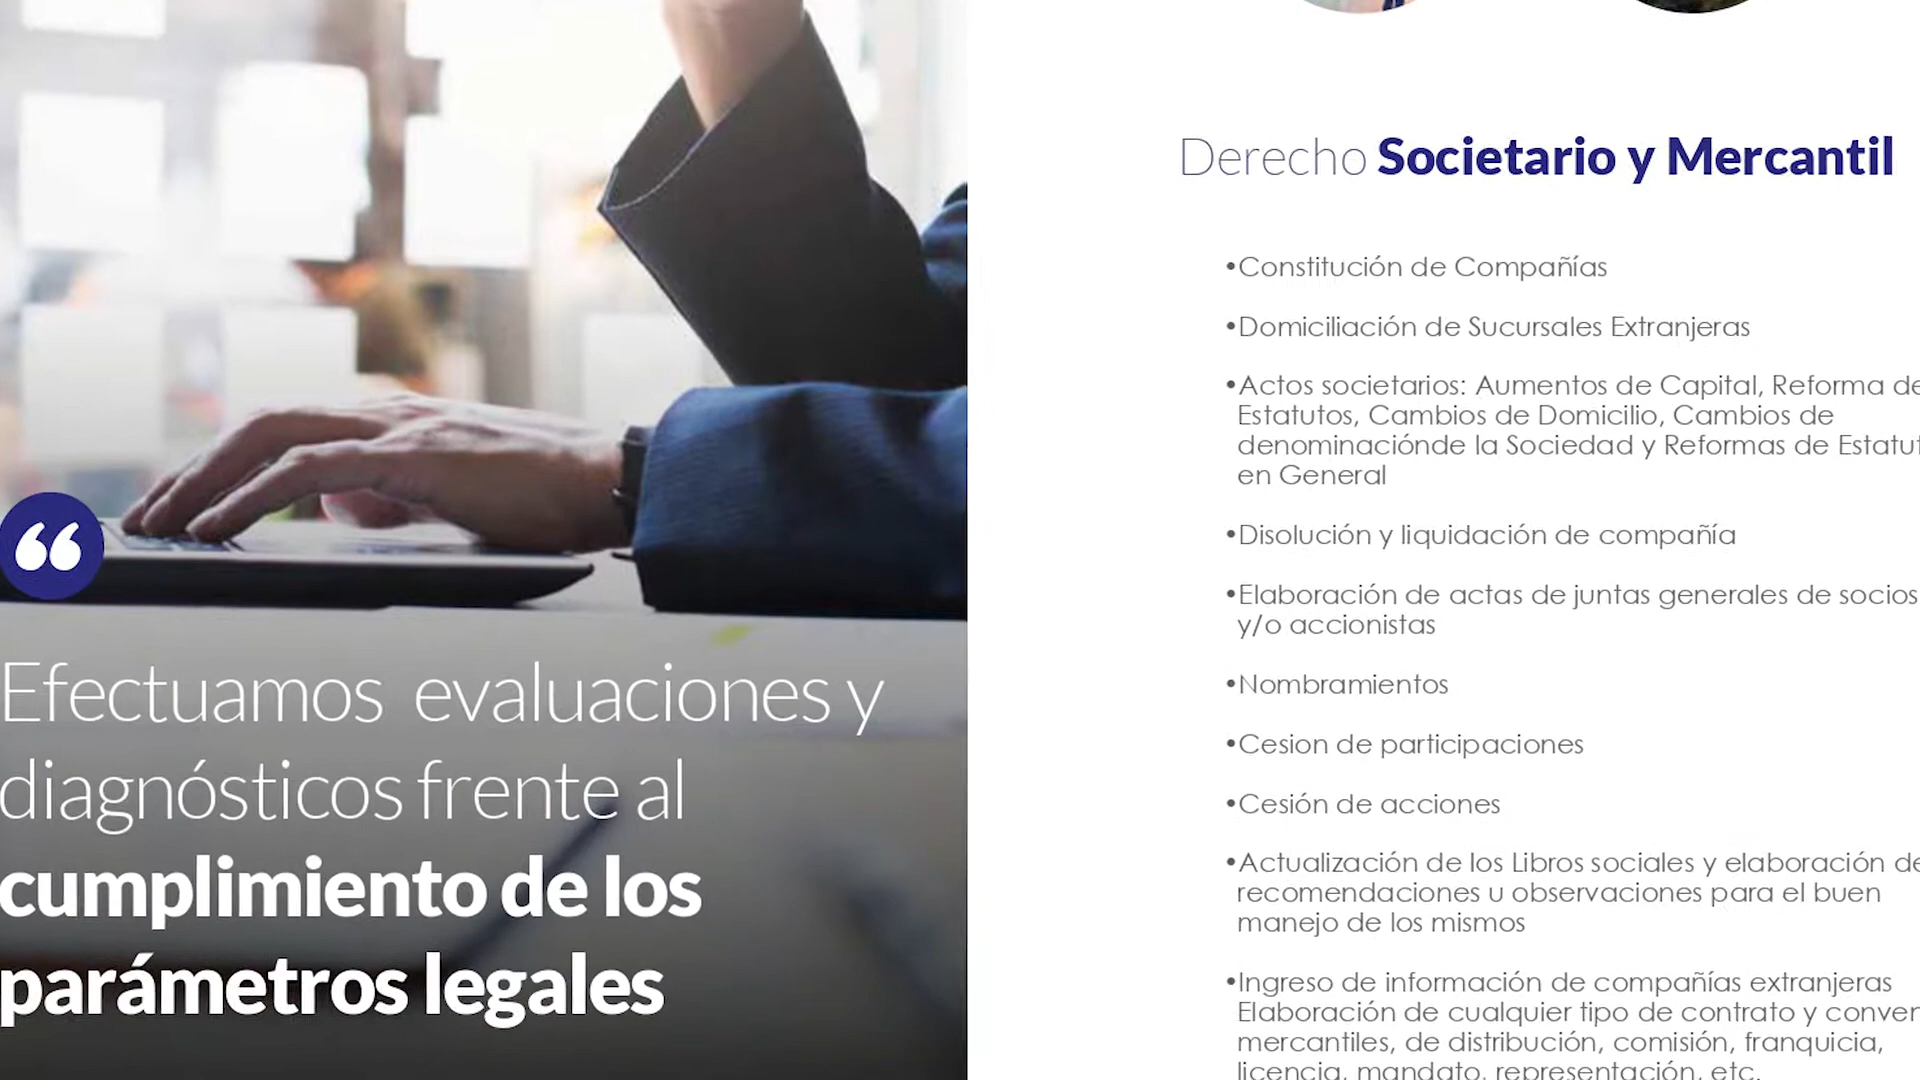 “
Efectuamos evaluaciones y
diagnósticos frente al
cumplimiento de los
parámetros legales
Derecho Societario y Mercantil
•Constitución de Compañías
•Domiciliación de Sucursales Extranjeras
•Actos societarios: Aumentos de Capital, Reforma de
Estatutos, Cambios de Domicilio, Cambios de
denominaciónde la Sociedad y Reformas de
en General
•Disolución y liquidación de compañía
•Elaboración de actas de juntas generales de socios
y/o accionistas
•Nombramientos
•Cesion de participaciones
•Cesión de acciones
•Actualización de los Libros sociales y elaboración de
recomendaciones u observaciones para el buen
manejo de los mismos
•Ingreso de información de compañías extranjeras
Elaboración de cualquier tipo de contrato y
mercantiles, de distribución, comisión, franquicia,
licencia, mandato, representación, etc.